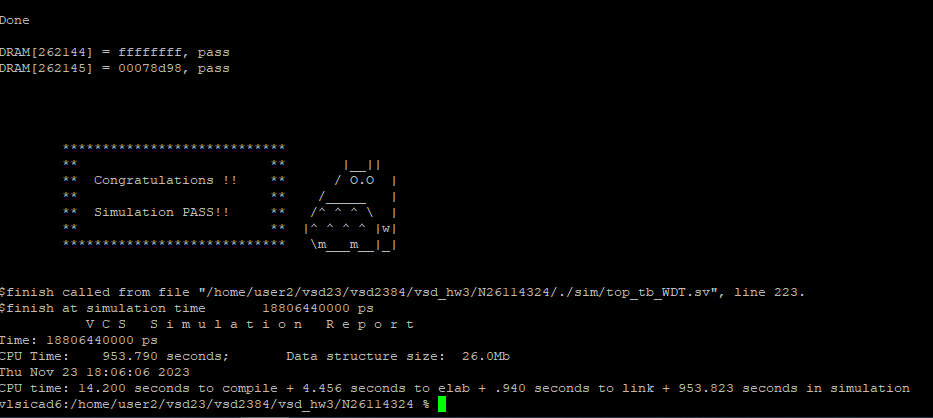 Done
DRAM[262144] = ffffffff, pass
DRAM[262145] = 00078d98, pass
****************************
**                        **        |__||
**  Congratulations !!    **       / O.O  |
**                        **     /_____   |
**  Simulation PASS!!     **    /^ ^ ^ \  |
**                        **   |^ ^ ^ ^ |w|
****************************    \m___m__|_|
$finish called from file "/home/user2/vsd23/vsd2384/vsd_hw3/N26114324/./sim/top_tb_WDT.sv", line 223.
$finish at simulation time       18806440000 ps
V C S   S i m u l a t i o n   R e p o r t
Time: 18806440000 ps
CPU Time:    953.790 seconds;       Data structure size:  26.0Mb
Thu Nov 23 18:06:06 2023
CPU time: 14.200 seconds to compile + 4.456 seconds to elab + .940 seconds to link + 953.823 seconds in simulation
vlsicad6:/home/user2/vsd23/vsd2384/vsd_hw3/N26114324 %